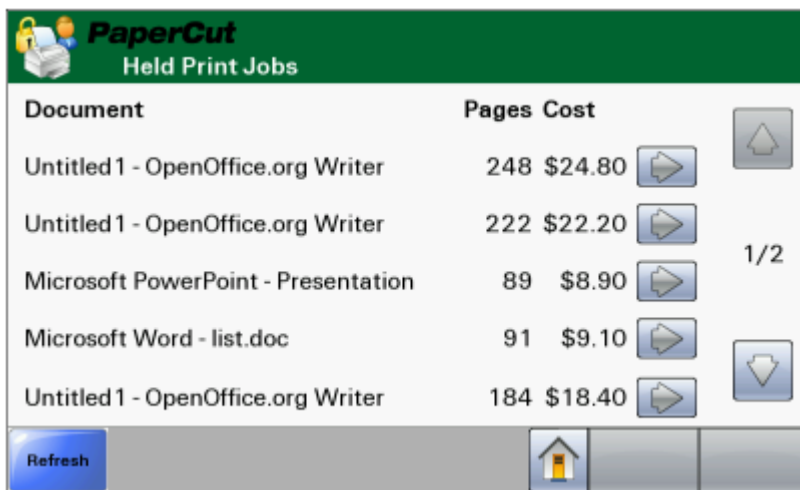 PaperCut
Held Print Jobs
Document Pages Cost
Untitled1 - OpenOffice.org Writer 248 $24.80
Untitled1 - OpenOffice.org Writer 222 $22.20
Microsoft PowerPoint - Presentation 89 $8.90
1/2
Microsoft Word - list.doc 91 $9.10
Untitled1 - OpenOffice.org Writer 184 $18.40
Refresh